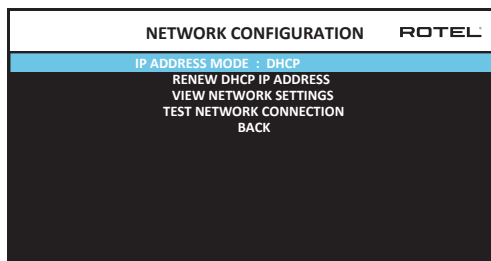 NETWORK CONFIGURATION ROTEL
IP ADDRESS MODE : DHCP
RENEW DHCP IP ADDRESS
VIEW NETWORK SETTINGS
TEST NETWORK CONNECTION
BACK